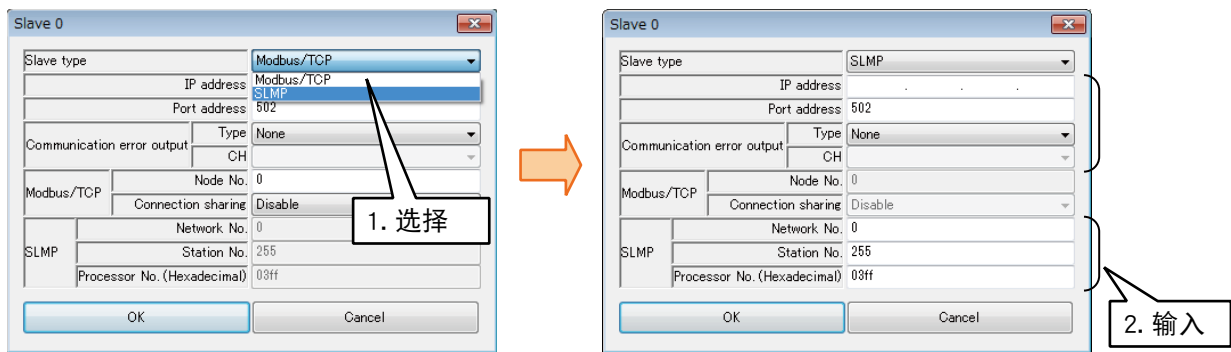 Slave 0
Slave type Modbus/TCP
Modbus/TCP
SLMP
IP address
Port address 502
Communication error output Type None
CH
Modbus/TCP Node No. 0
Connection sharing Disable
SLMP Network No. 0
Station No. 255
Processor No. (Hexadecimal) 03ff
OK Cancel
1. 选择
Slave 0
Slave type SLMP
IP address . . .
Port address 502
Communication error output Type None
CH
Modbus/TCP Node No. 0
Connection sharing Disable
SLMP Network No. 0
Station No. 255
Processor No. (Hexadecimal) 03ff
OK Cancel
2. 输入